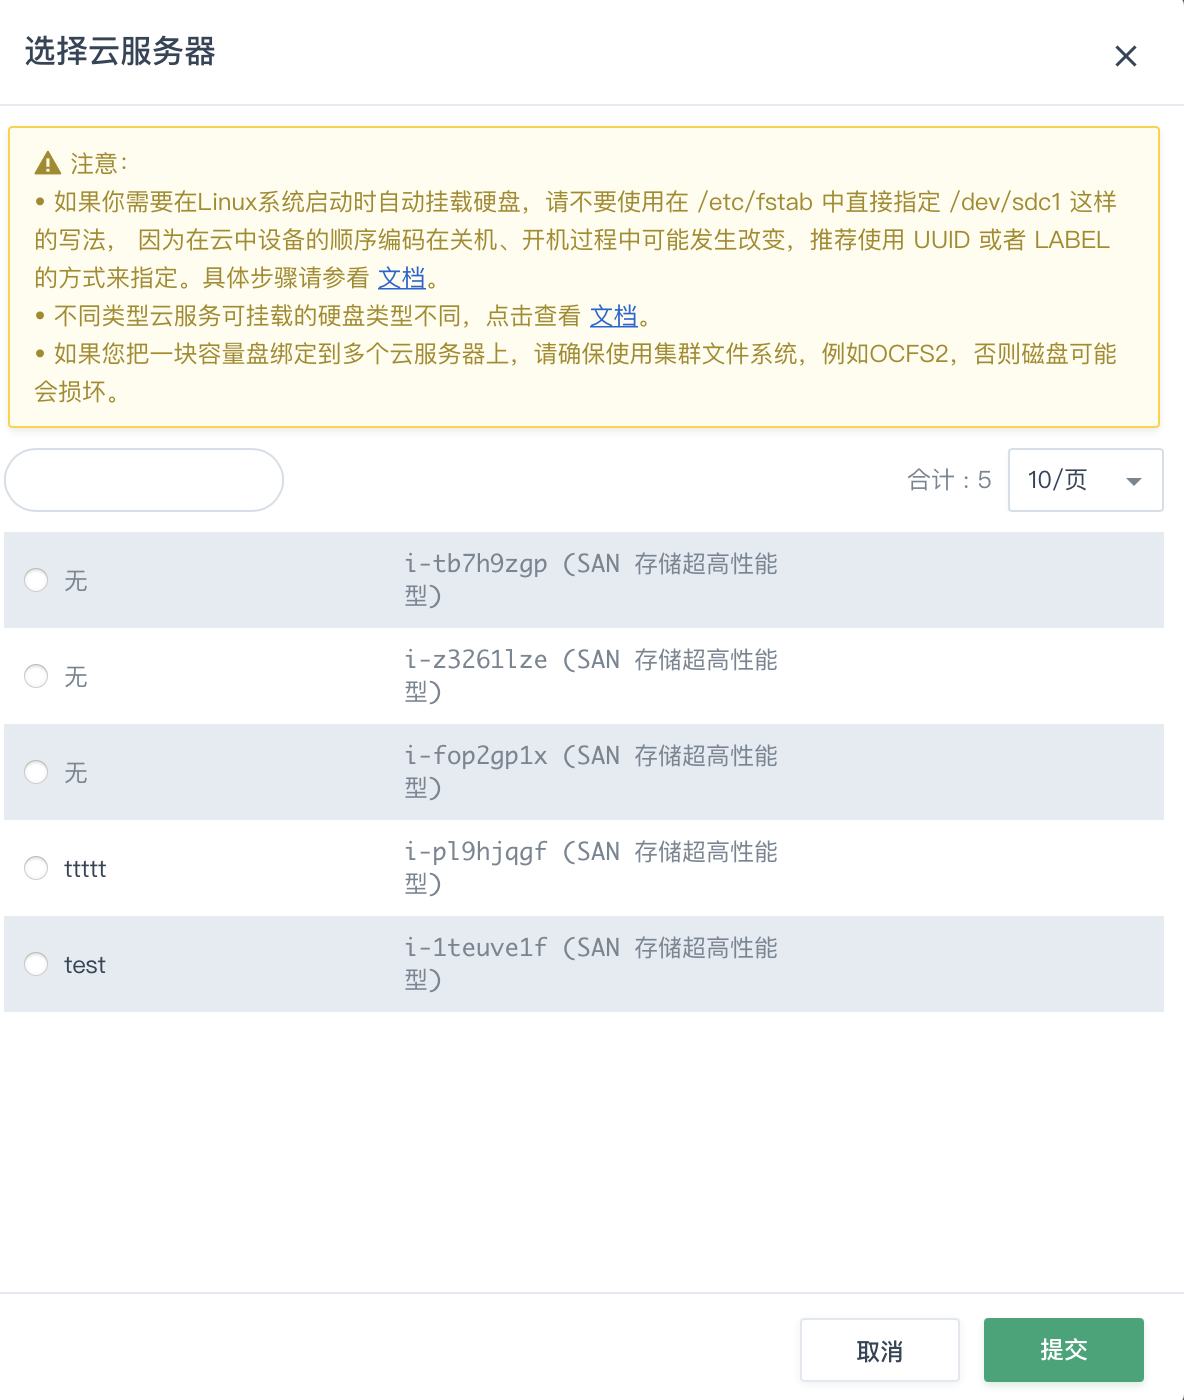 选择云服务器
注意：
• 如果你需要在Linux系统启动时自动挂载硬盘，请不要使用在 /etc/fstab 中直接指定 /dev/sdc1 这样
的写法， 因为在云中设备的顺序编码在关机、开机过程中可能发生改变，推荐使用 UUID 或者 LABEL
的方式来指定。具体步骤请参看 文档。
• 不同类型云服务可挂载的硬盘类型不同，点击查看 文档。
• 如果您把一块容量盘绑定到多个云服务器上，请确保使用集群文件系统，例如OCFS2，否则磁盘可能
会损坏。
合计：5 10/页
无 i-tb7h9zgp (SAN 存储超高性能
型)
无 i-z3261lze (SAN 存储超高性能
型)
无 i-fop2gp1x (SAN 存储超高性能
型)
ttttt i-pl9hjqgf (SAN 存储超高性能
型)
test i-1teuve1f (SAN 存储超高性能
型)
取消 提交